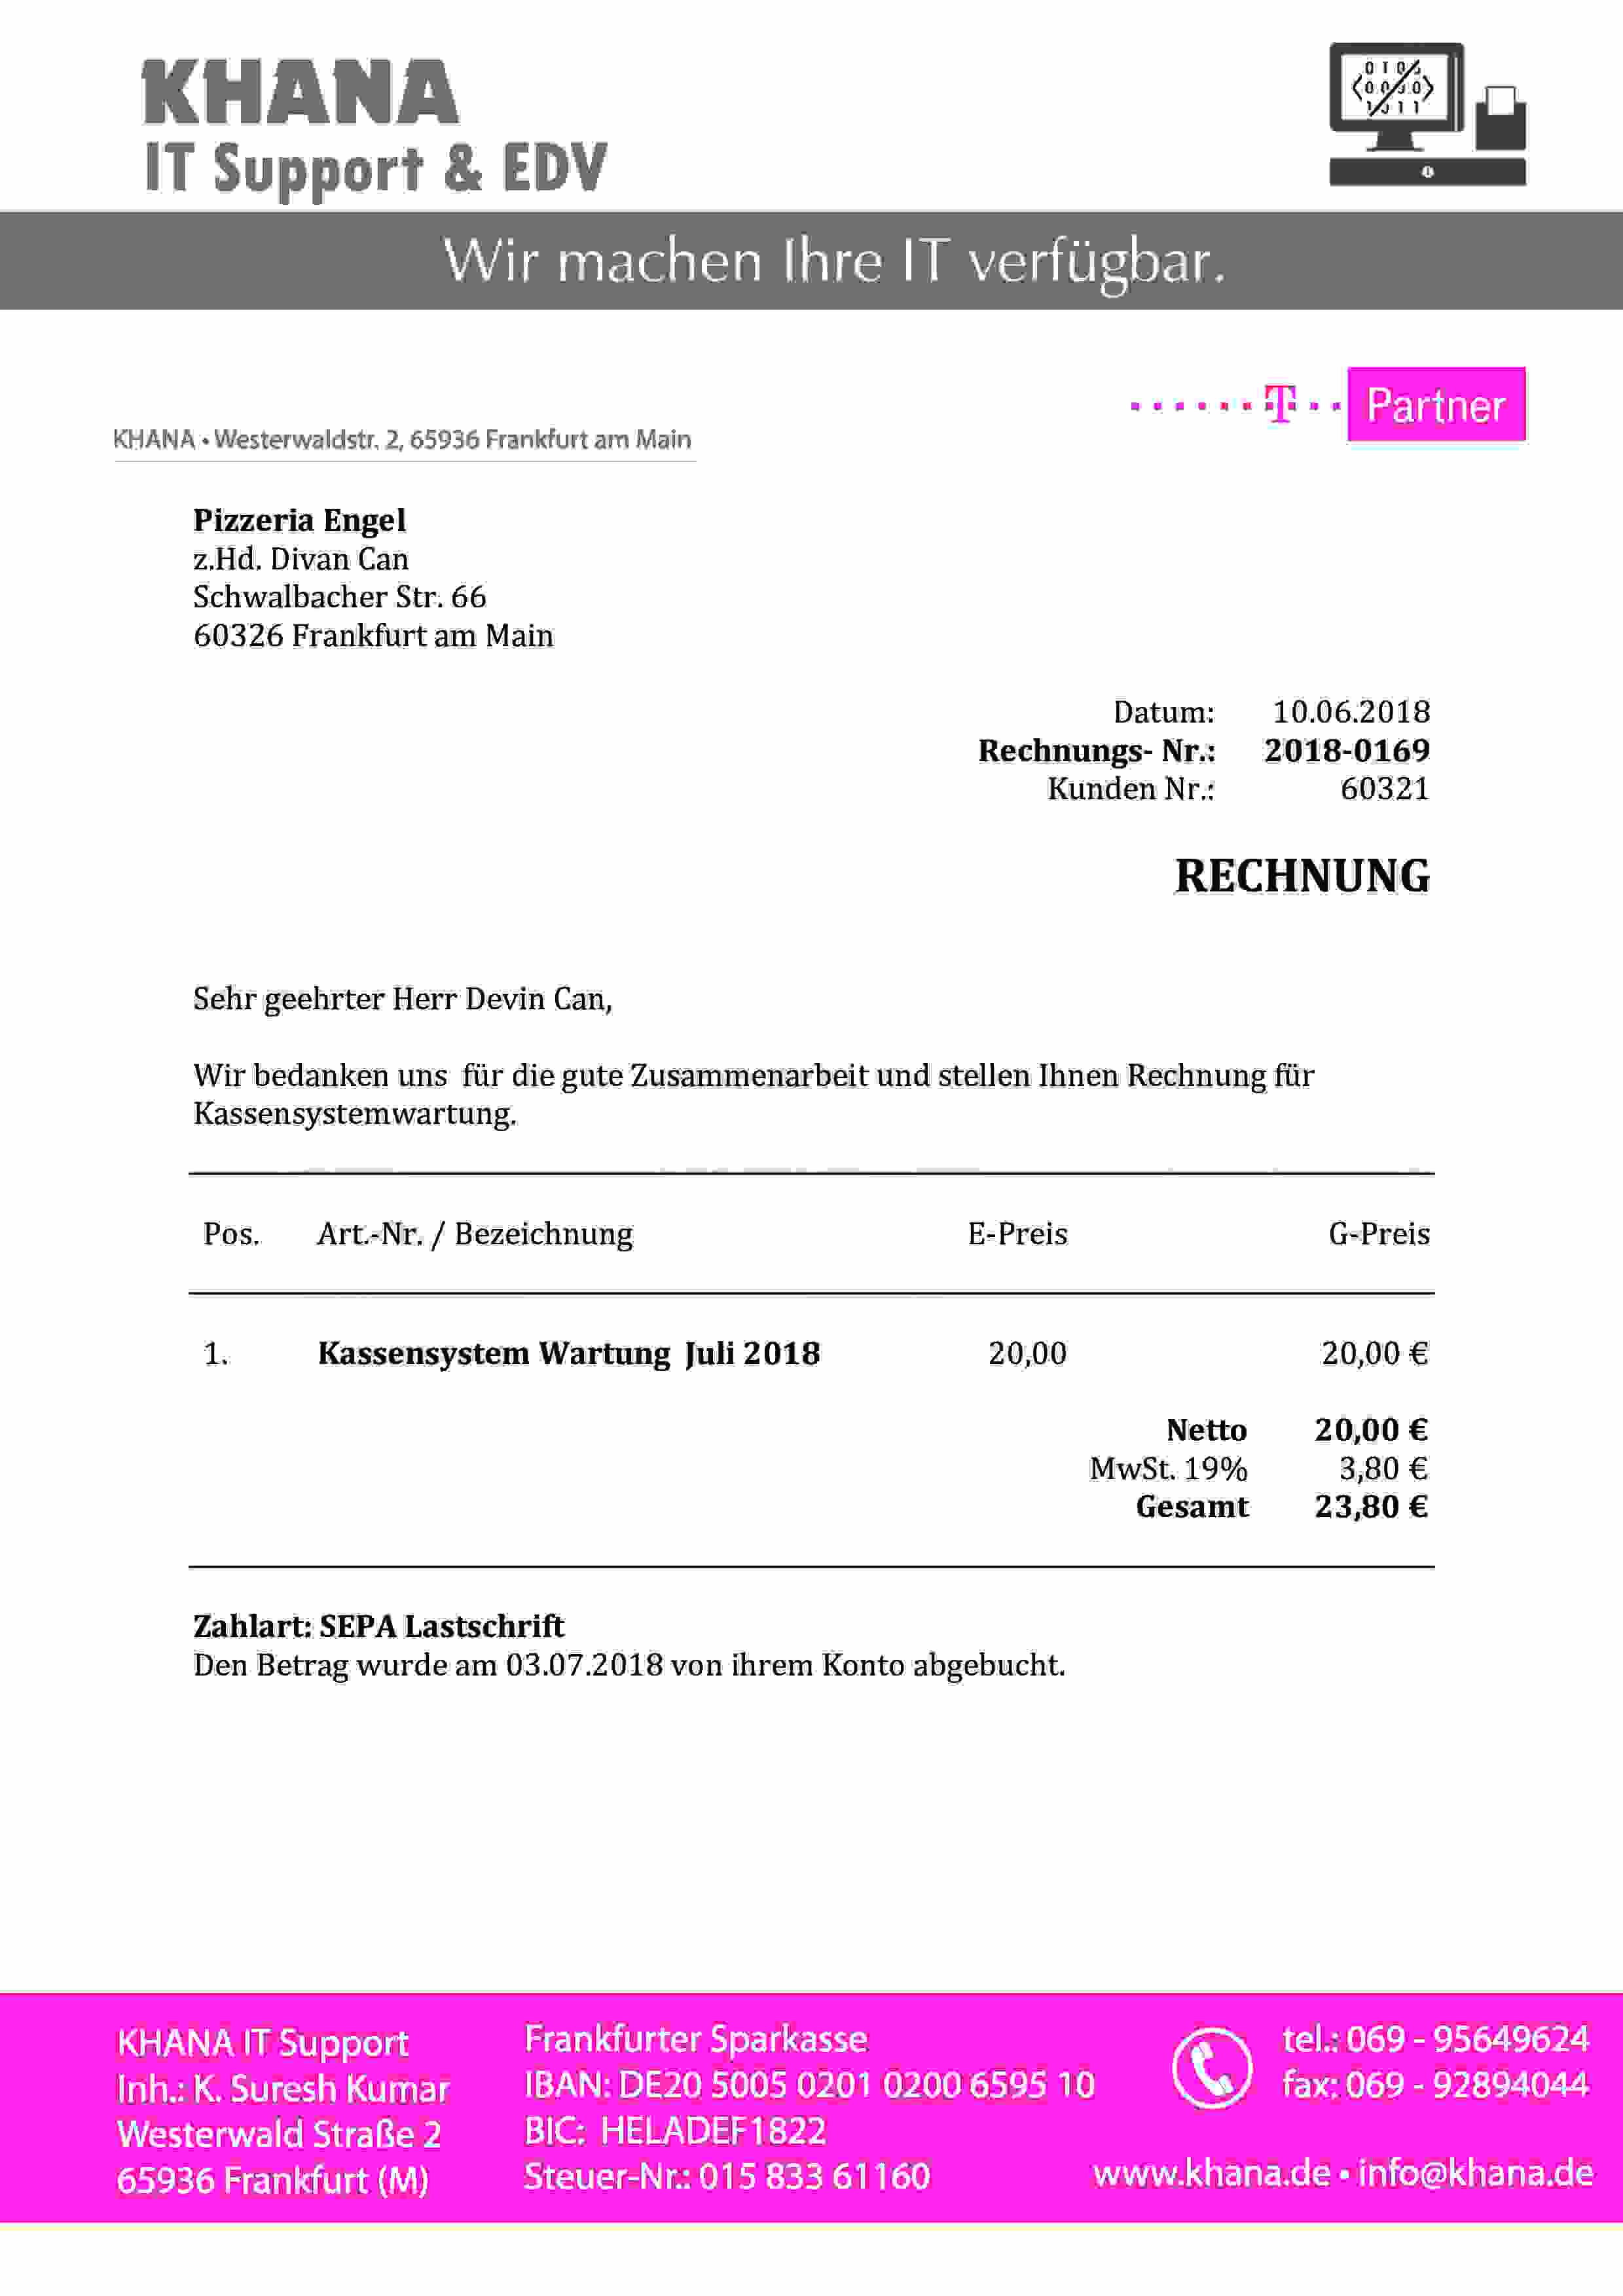 KHANA
IT Support & EDV
Wir machen Ihre IT verfügbar.
T Partner
KHANA • Westerwaldstr. 2, 65936 Frankfurt am Main
Pizzeria Engel
z.Hd. Divan Can
Schwalbacher Str. 66
60326 Frankfurt am Main
Datum: 10.06.2018
Rechnungs- Nr.: 2018-0169
Kunden Nr.: 60321
RECHNUNG
Sehr geehrter Herr Devin Can,
Wir bedanken uns für die gute Zusammenarbeit und stellen Ihnen Rechnung für
Kassensystemwartung.
Pos. Art.-Nr. / Bezeichnung E-Preis G-Preis
1. Kassensystem Wartung Juli 2018 20,00 20,00 €
Netto 20,00 €
MwSt. 19% 3,80 €
Gesamt 23,80 €
Zahlart: SEPA Lastschrift
Den Betrag wurde am 03.07.2018 von ihrem Konto abgebucht.
KHANA IT Support
Inh.: K. Suresh Kumar
Westerwald Straße 2
65936 Frankfurt (M)
Frankfurter Sparkasse
IBAN: DE20 5005 0201 0200 6595 10
BIC: HELADEF1822
Steuer-Nr.: 015 833 61160
tel.: 069 - 95649624
fax: 069 - 92894044
www.khana.de • info@khana.de